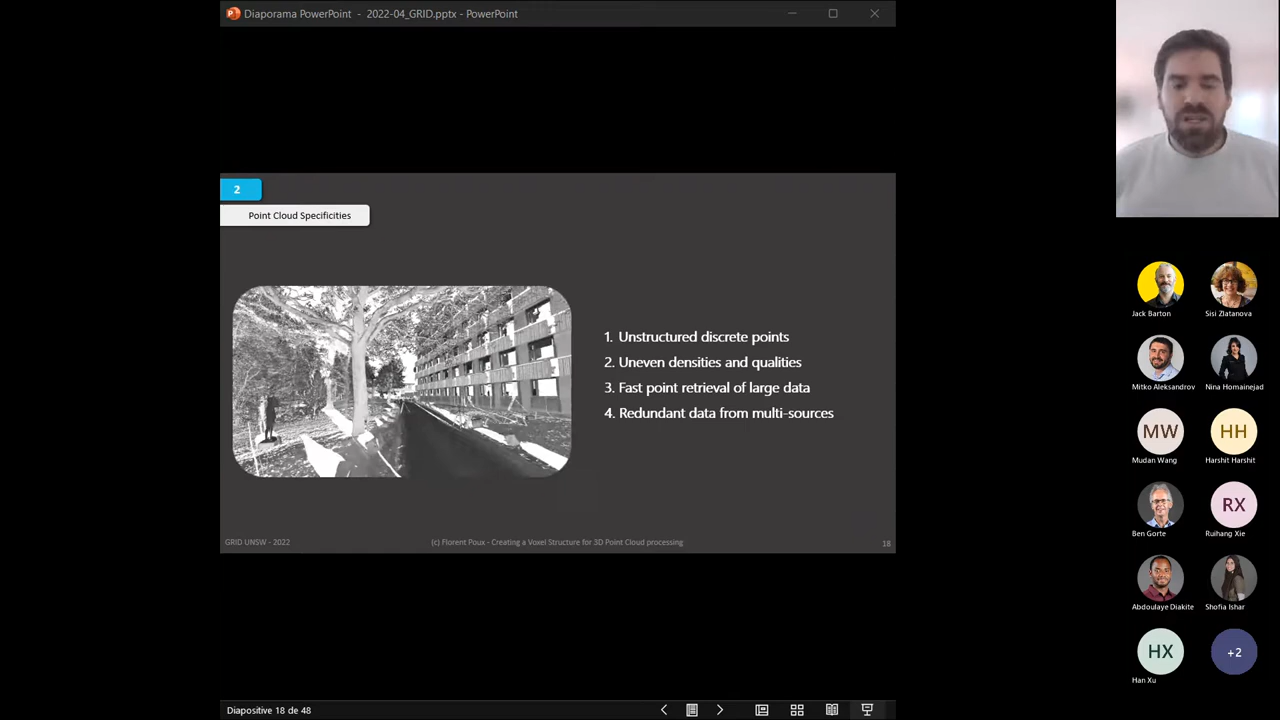 Diaporama PowerPoint - 2022-04_GRID.pptx - PowerPoint
2
Point Cloud Specificities
1. Unstructured discrete points
2. Uneven densities and qualities
3. Fast point retrieval of large data
4. Redundant data from multi-sources
GRID UNSW - 2022
(c) Florent Poux - Creating a Voxel Structure for 3D Point Cloud processing
18
Diapositive 18 de 48
Jack Barton
Sisi Zlatanova
Mitko Aleksandrov
Nina Homainejad
MW
HH
Mudan Wang
Harshit Harshit
RX
Ben Gorte
Ruihang Xie
Abdoulaye Diakite
Shofia Ishar
HX
+2
Han Xu